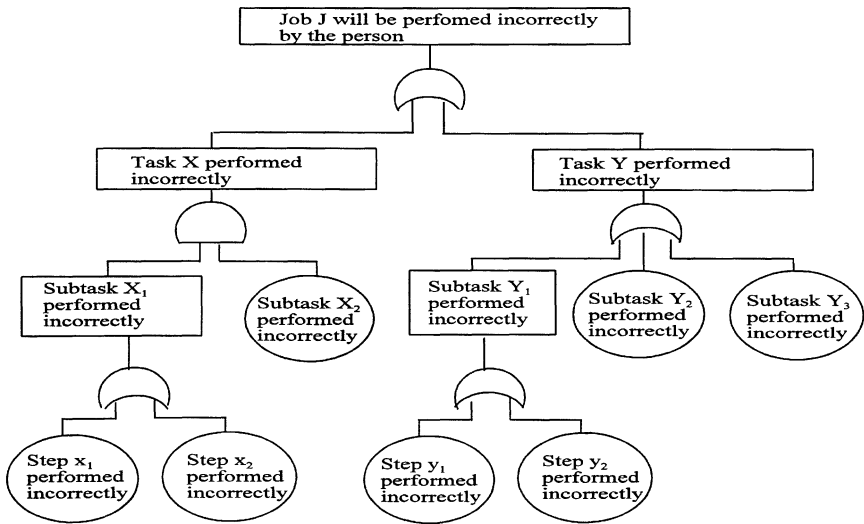 Job J will be perfomed incorrectly
by the person
Task X performed
incorrectly
Task Y performed
incorrectly
Subtask X₁
performed
incorrectly
Subtask X₂
performed
incorrectly
Subtask Y₁
performed
incorrectly
Subtask Y₂
performed
incorrectly
Subtask Y₃
performed
incorrectly
Step x₁
performed
incorrectly
Step x₂
performed
incorrectly
Step y₁
performed
incorrectly
Step y₂
performed
incorrectly